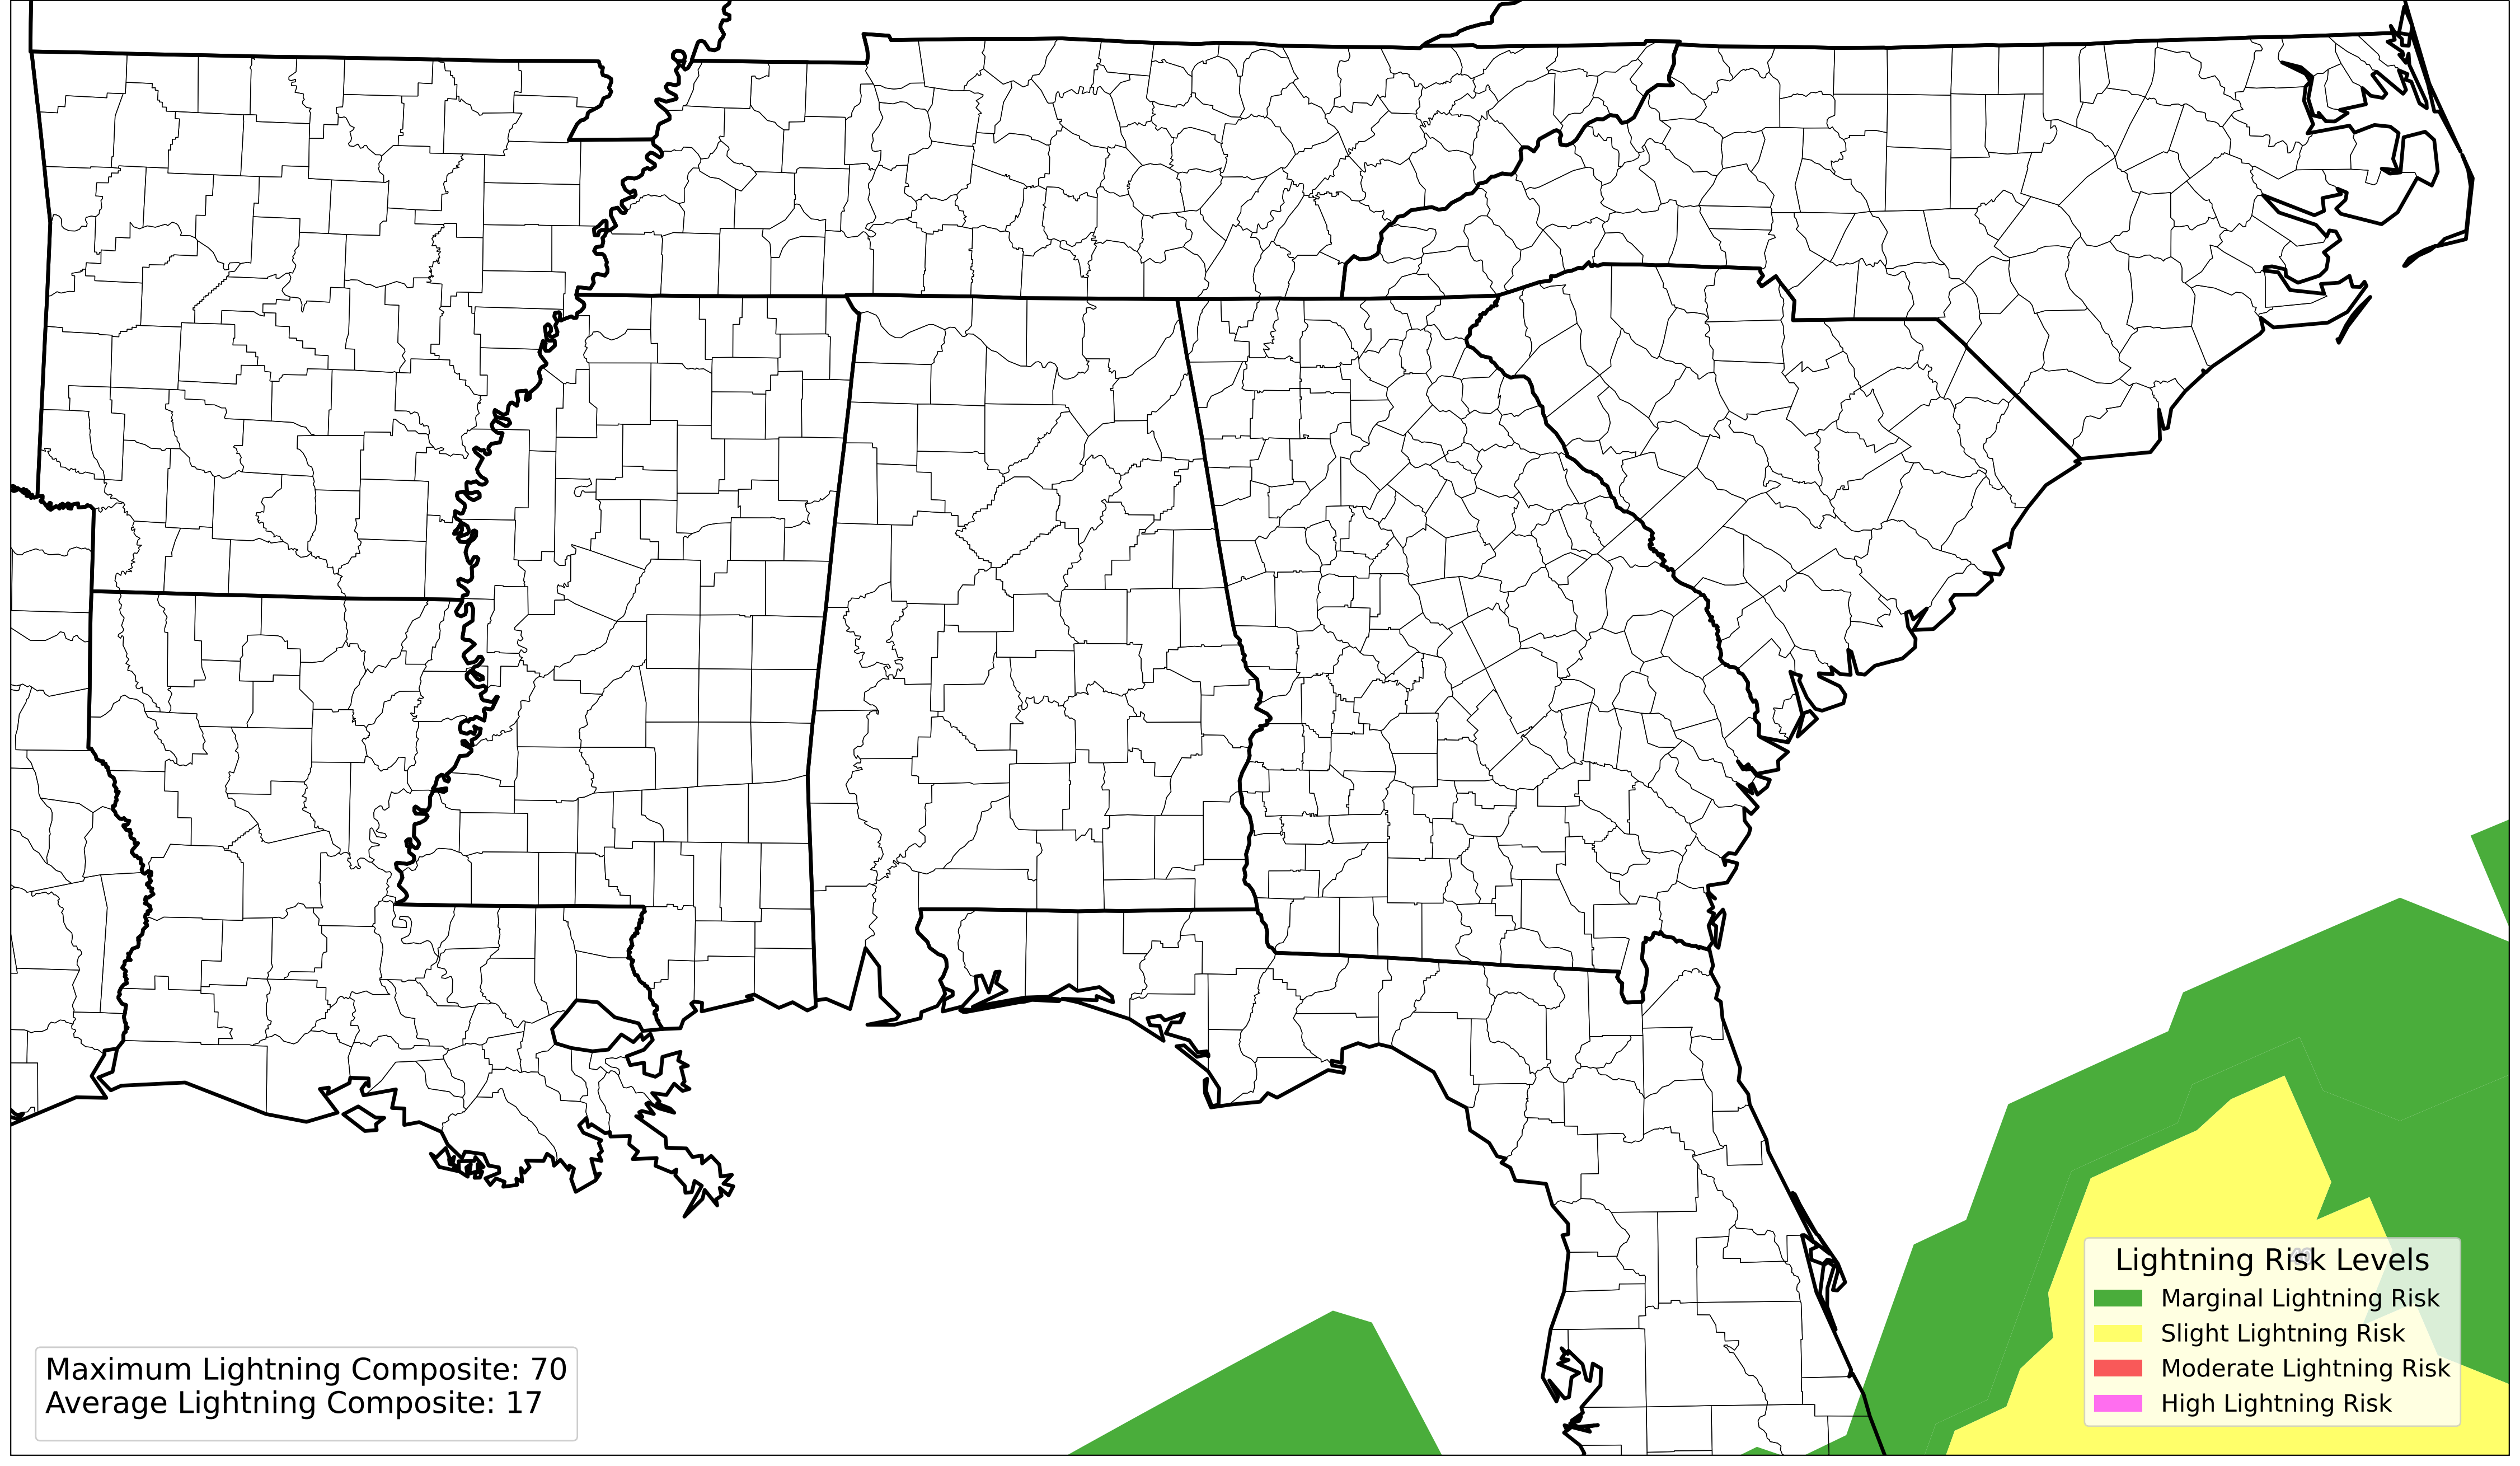 Maximum Lightning Composite: 70
Average Lightning Composite: 17
Lightning Risk Levels
Marginal Lightning Risk
Slight Lightning Risk
Moderate Lightning Risk
High Lightning Risk